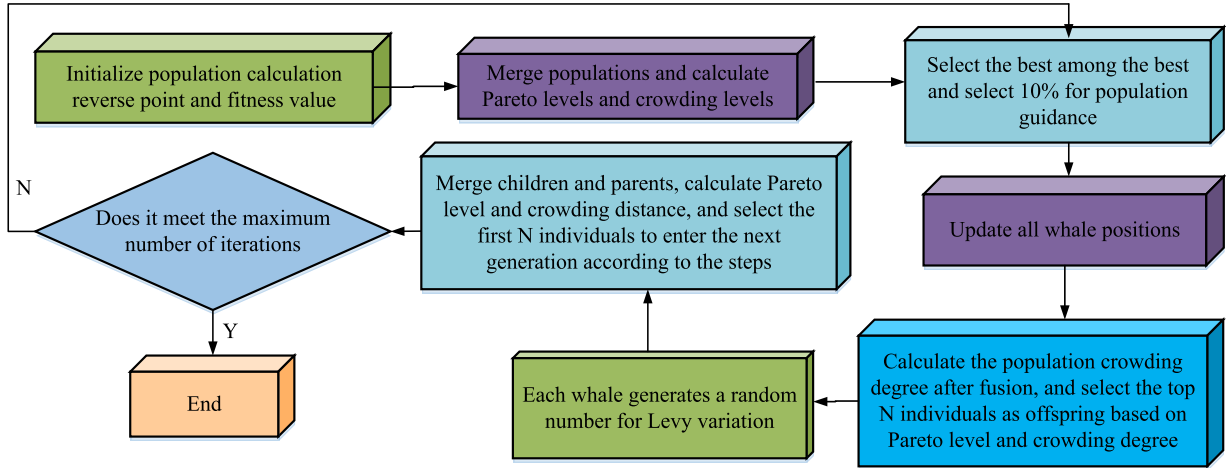 Initialize population calculation
reverse point and fitness value
Merge populations and calculate
Pareto levels and crowding levels
Select the best among the best
and select 10% for population
guidance
Update all whale positions
Calculate the population crowding
degree after fusion, and select the top
N individuals as offspring based on
Pareto level and crowding degree
Each whale generates a random
number for Levy variation
Merge children and parents, calculate Pareto
level and crowding distance, and select the
first N individuals to enter the next
generation according to the steps
Does it meet the maximum
number of iterations
N
Y
End